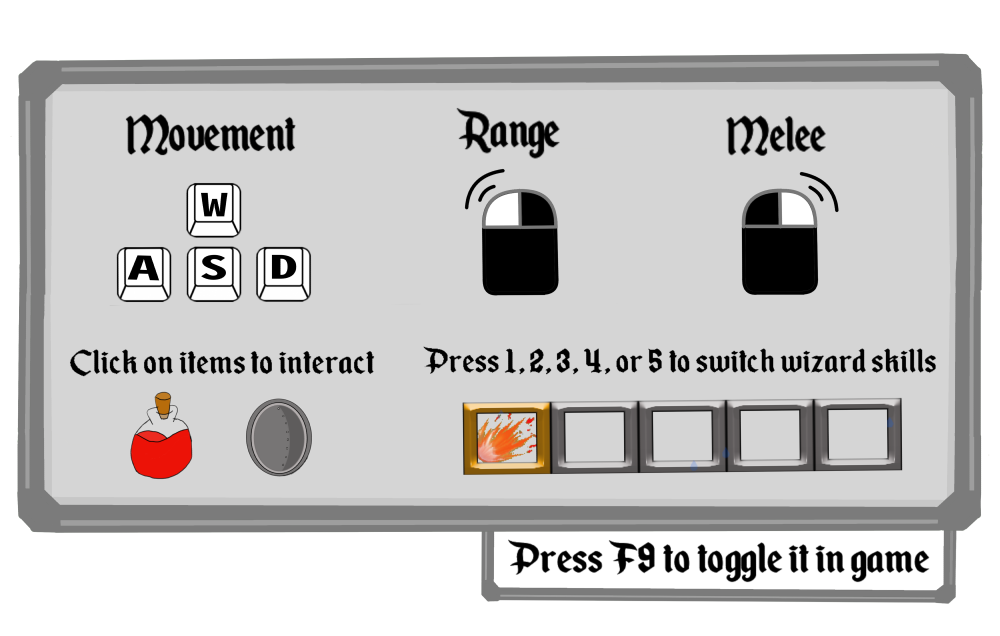 Movement
Range
Melee
W
A S D
Click on items to interact
Press 1, 2, 3, 4, or 5 to switch wizard skills
Press F9 to toggle it in game